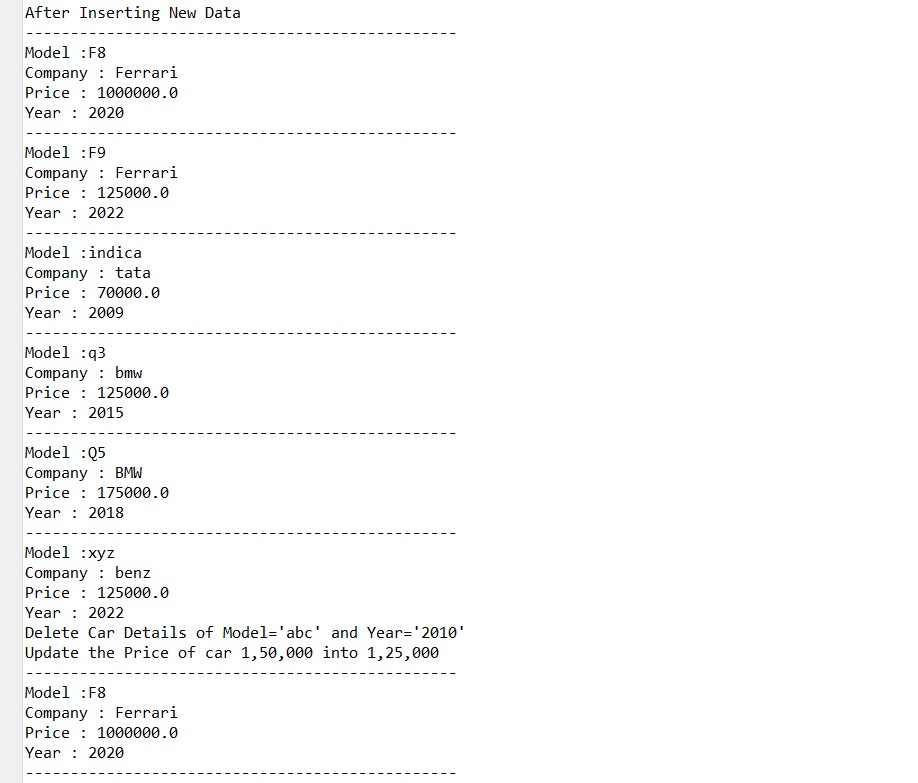 After Inserting New Data
------------------------------------------------
Model :F8
Company : Ferrari
Price : 1000000.0
Year : 2020
------------------------------------------------
Model :F9
Company : Ferrari
Price : 125000.0
Year : 2022
------------------------------------------------
Model :indica
Company : tata
Price : 70000.0
Year : 2009
------------------------------------------------
Model :q3
Company : bmw
Price : 125000.0
Year : 2015
------------------------------------------------
Model :Q5
Company : BMW
Price : 175000.0
Year : 2018
------------------------------------------------
Model :xyz
Company : benz
Price : 125000.0
Year : 2022
Delete Car Details of Model='abc' and Year='2010'
Update the Price of car 1,50,000 into 1,25,000
------------------------------------------------
Model :F8
Company : Ferrari
Price : 1000000.0
Year : 2020
------------------------------------------------